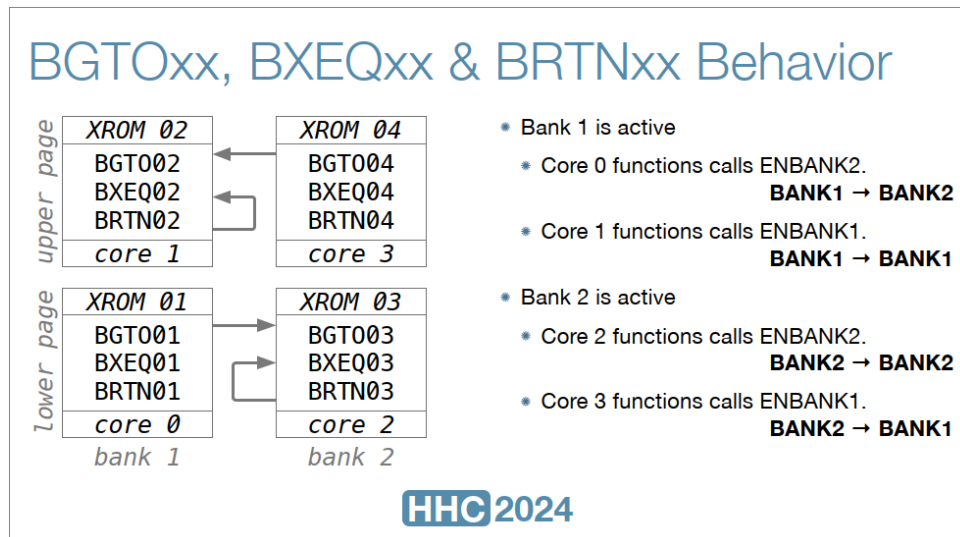 BGTOxx, BXEQxx & BRTNxx Behavior
upper page
XROM 02
BGTO02
BXEQ02
BRTN02
core 1
XROM 04
BGTO04
BXEQ04
BRTN04
core 3
lower page
XROM 01
BGTO01
BXEQ01
BRTN01
core 0
bank 1
XROM 03
BGTO03
BXEQ03
BRTN03
core 2
bank 2
Bank 1 is active
Core 0 functions calls ENBANK2.
BANK1 → BANK2
Core 1 functions calls ENBANK1.
BANK1 → BANK1
Bank 2 is active
Core 2 functions calls ENBANK2.
BANK2 → BANK2
Core 3 functions calls ENBANK1.
BANK2 → BANK1
HHC 2024